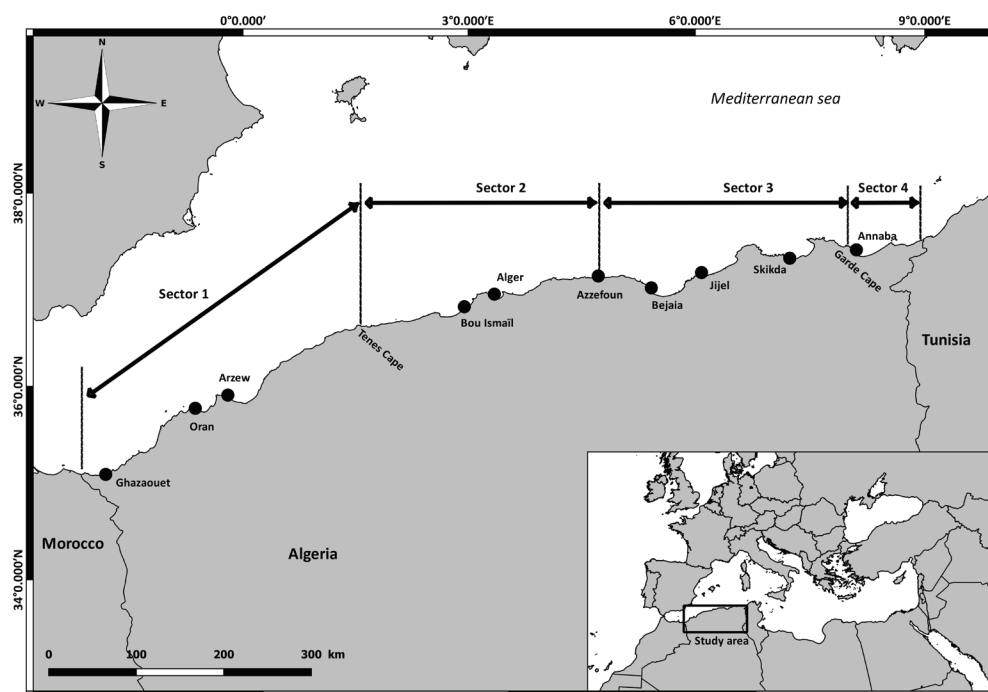 0°0.000'
3°0.000'E
6°0.000'E
9°0.000'E
N
W
E
S
Mediterranean sea
38°0.000'N
Sector 2
Sector 3
Sector 4
Annaba
Garde Cape
Alger
Skikda
Azzefoun
Jijel
Sector 1
Bejaia
Bou Ismaïl
Tenes Cape
Tunisia
36°0.000'N
Arzew
Oran
Ghazaouet
Morocco
Algeria
34°0.000'N
Study area
0 100 200 300 km